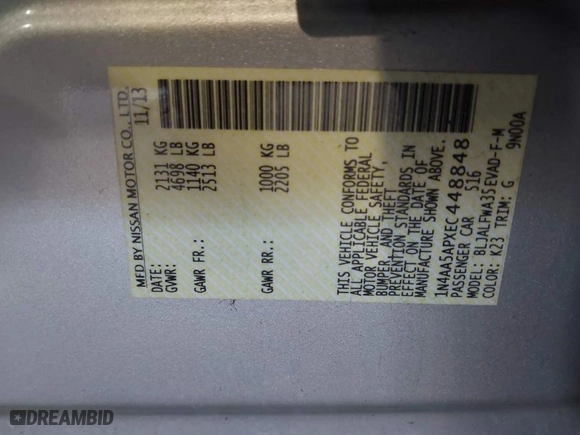 MFD BY NISSAN MOTOR CO., LTD.
DATE: 11/13
GVWR: 2131 KG
4698 LB
GAWR FR.: 1140 KG
2513 LB
GAWR RR.: 1000 KG
2205 LB
THIS VEHICLE CONFORMS TO
ALL APPLICABLE FEDERAL
MOTOR VEHICLE SAFETY,
BUMPER, AND THEFT
PREVENTION STANDARDS IN
EFFECT ON THE DATE OF
MANUFACTURE SHOWN ABOVE.
1N4AA5APXEC448848
PASSENGER CAR 516
MODEL: BLJALFWA35EVAD-F-M
COLOR: K23 TRIM: G 9N00A
DREAMBID